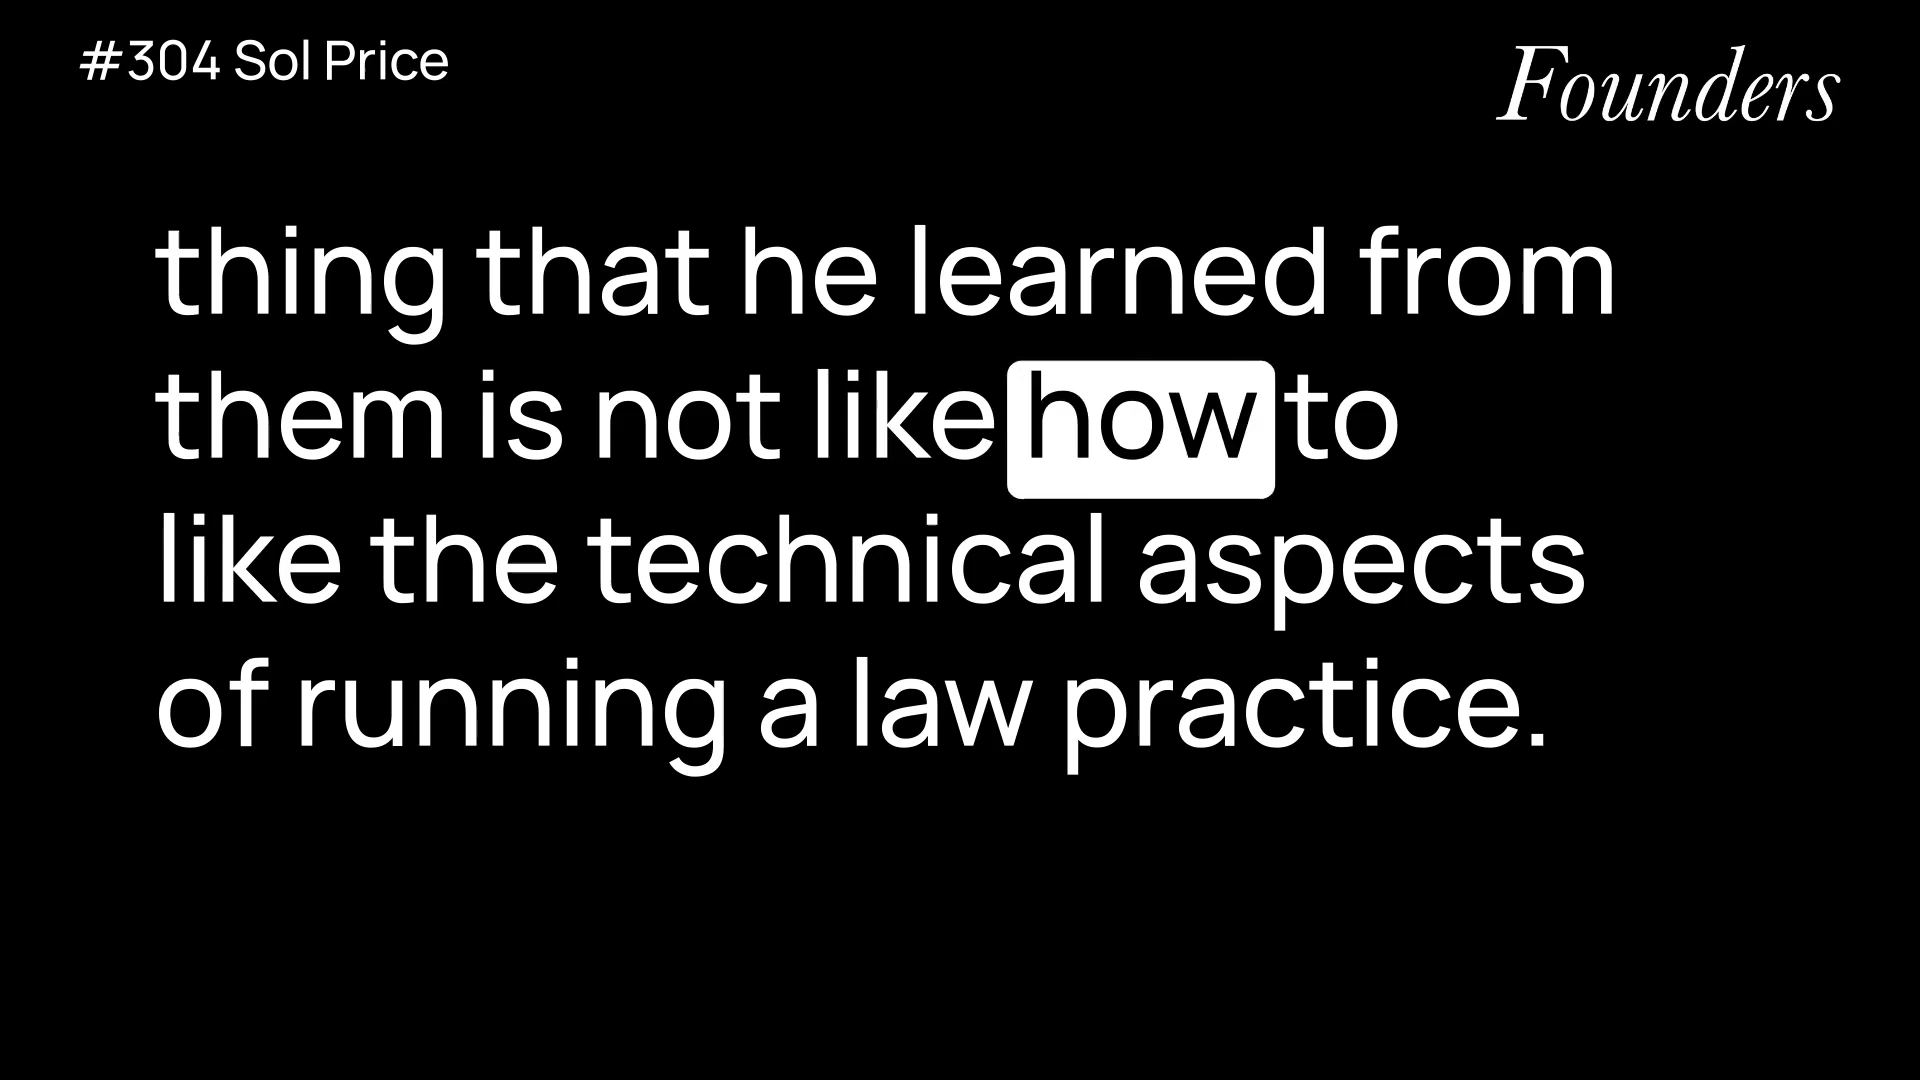 #304 Sol Price
Founders
thing that he learned from
them is not like how to
like the technical aspects
of running a law practice.